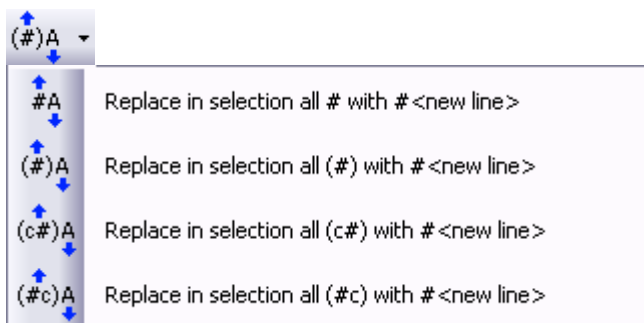 (#)A
#A Replace in selection all # with #<new line>
(#)A Replace in selection all (#) with #<new line>
(c#)A Replace in selection all (c#) with #<new line>
(#c)A Replace in selection all (#c) with #<new line>